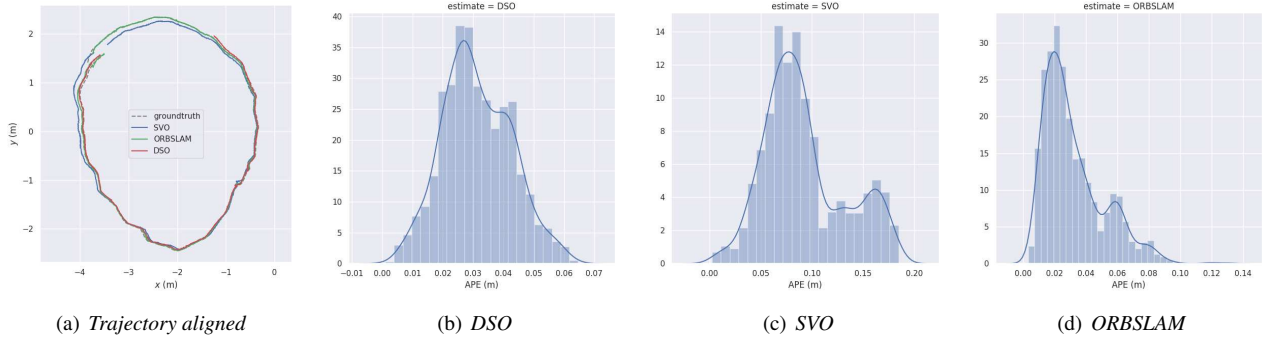 2
1
0
−1
−2
y (m)
−4 −3 −2 −1 0
x (m)
groundtruth
SVO
ORBSLAM
DSO
(a) Trajectory aligned
estimate = DSO
40
35
30
25
20
15
10
5
0
−0.01 0.00 0.01 0.02 0.03 0.04 0.05 0.06 0.07
APE (m)
(b) DSO
estimate = SVO
14
12
10
8
6
4
2
0
0.00 0.05 0.10 0.15 0.20
APE (m)
(c) SVO
estimate = ORBSLAM
30
25
20
15
10
5
0
0.00 0.02 0.04 0.06 0.08 0.10 0.12 0.14
APE (m)
(d) ORBSLAM